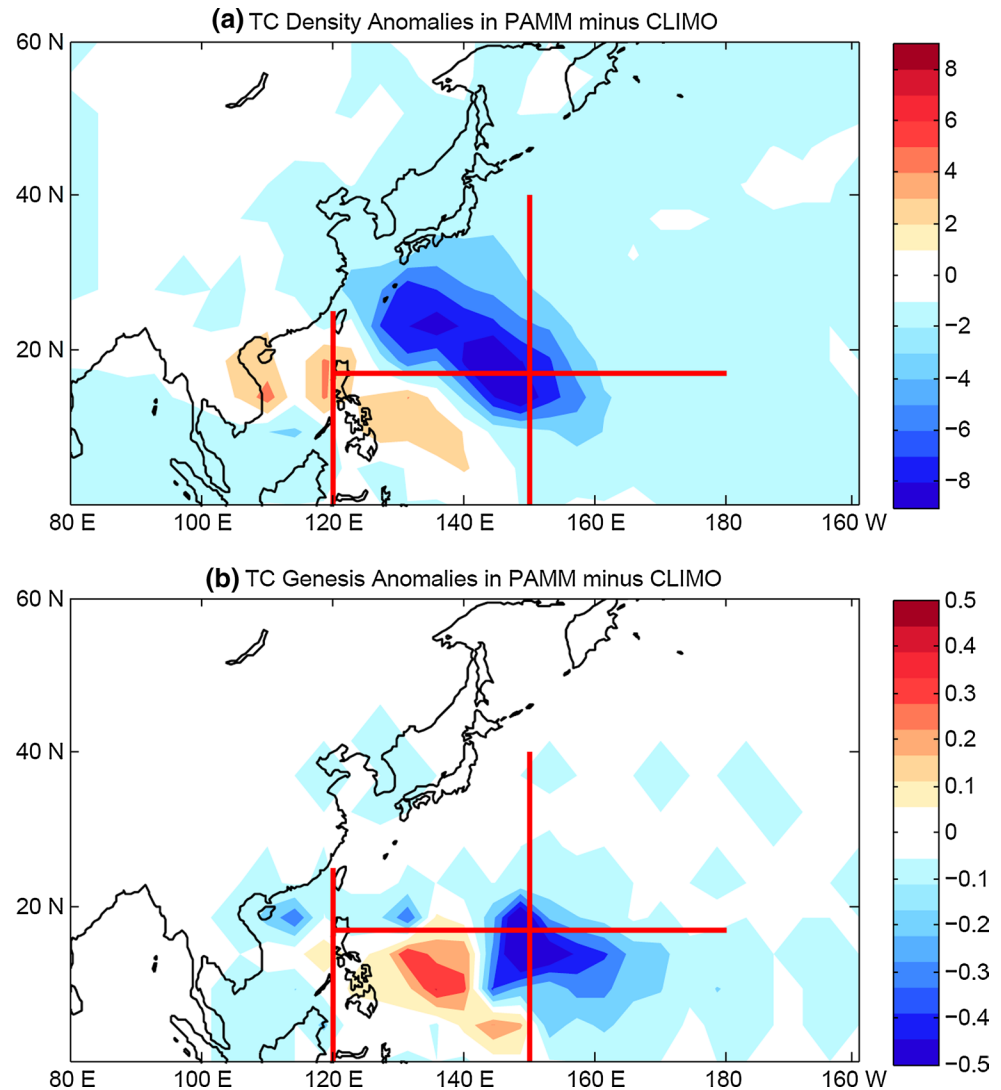 (a) TC Density Anomalies in PAMM minus CLIMO
60 N
40 N
20 N
80 E 100 E 120 E 140 E 160 E 180 160 W
8
6
4
2
0
−2
−4
−6
−8
(b) TC Genesis Anomalies in PAMM minus CLIMO
60 N
40 N
20 N
80 E 100 E 120 E 140 E 160 E 180 160 W
0.5
0.4
0.3
0.2
0.1
0
−0.1
−0.2
−0.3
−0.4
−0.5